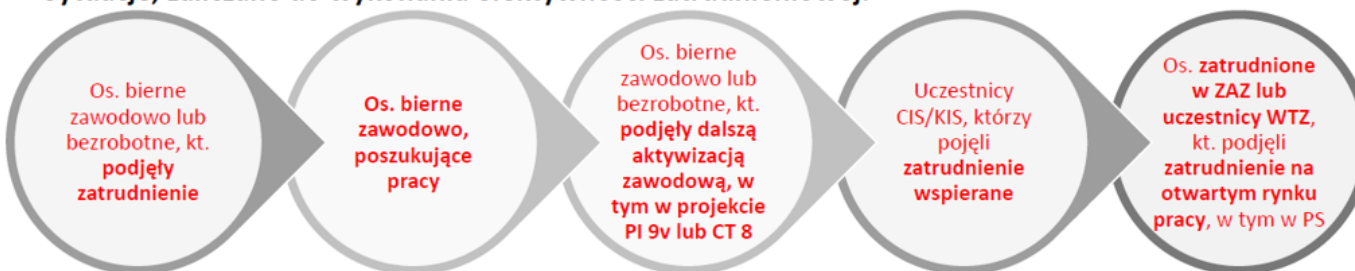 Os. bierne
zawodowo lub
bezrobotne, kt.
podjęły
zatrudnienie
Os. bierne
zawodowo,
poszukujące
pracy
Os. bierne
zawodowo lub
bezrobotne, kt.
podjęły dalszą
aktywizacją
zawodową, w
tym w projekcie
PI 9v lub CT 8
Uczestnicy
CIS/KIS, którzy
pojęli
zatrudnienie
wspierane
Os. zatrudnione
w ZAZ lub
uczestnicy WTZ,
kt. podjęli
zatrudnienie na
otwartym rynku
pracy, w tym w PS